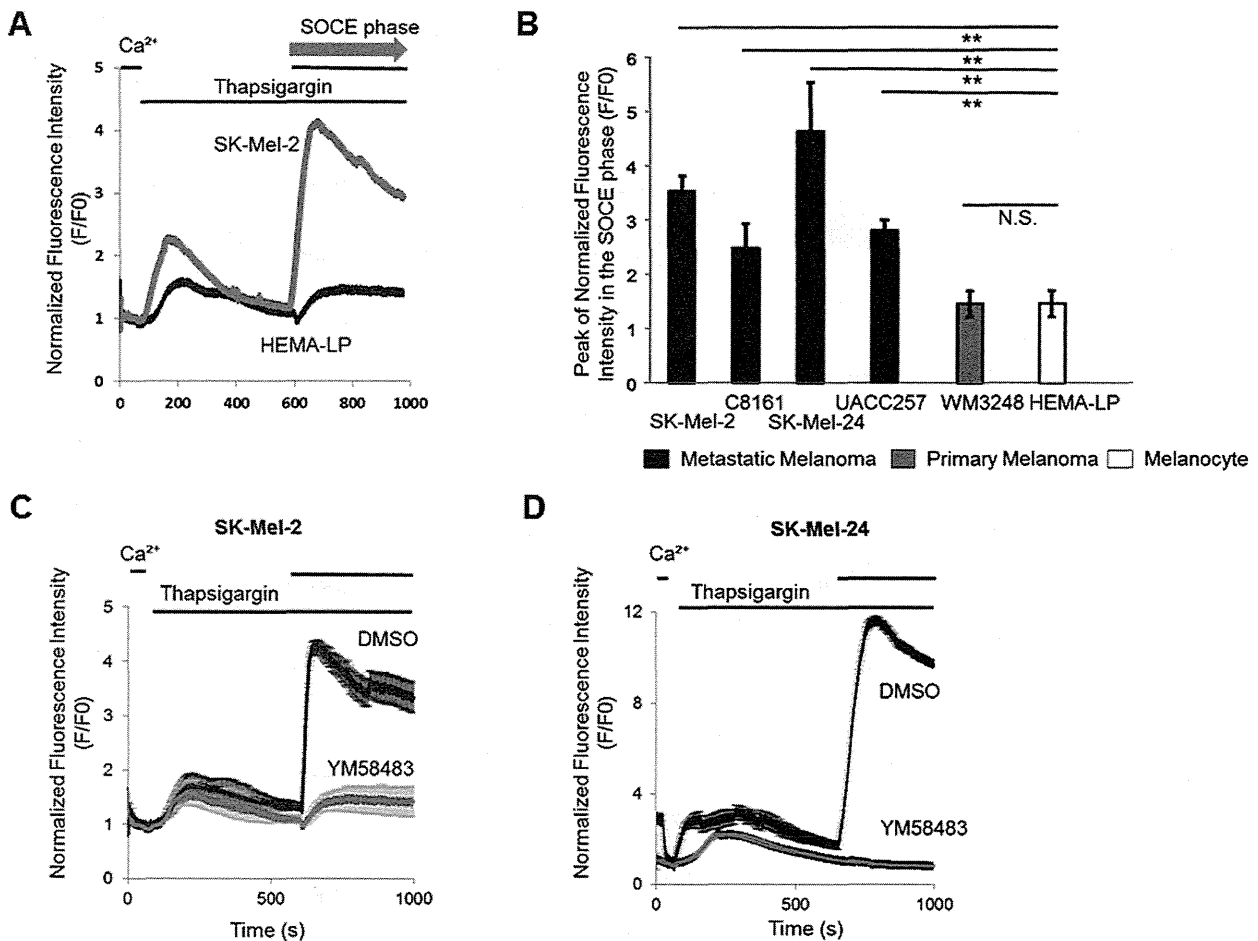 A
SOCE phase
Ca²⁺
Thapsigargin
SK-Mel-2
HEMA-LP
Normalized Fluorescence Intensity
(F/F0)
5
4
3
2
1
0
0 200 400 600 800 1000
B
**
**
**
**
N.S.
Peak of Normalized Fluorescence
Intensity in the SOCE phase (F/F0)
6
5
4
3
2
1
0
C8161 UACC257 WM3248 HEMA-LP
SK-Mel-2 SK-Mel-24
Metastatic Melanoma Primary Melanoma Melanocyte
C
SK-Mel-2
Ca²⁺
Thapsigargin
DMSO
YM58483
Normalized Fluorescence Intensity
(F/F0)
5
4
3
2
1
0
0 500 1000
Time (s)
D
SK-Mel-24
Ca²⁺
Thapsigargin
DMSO
YM58483
Normalized Fluorescence Intensity
(F/F0)
12
8
4
0
0 500 1000
Time (s)